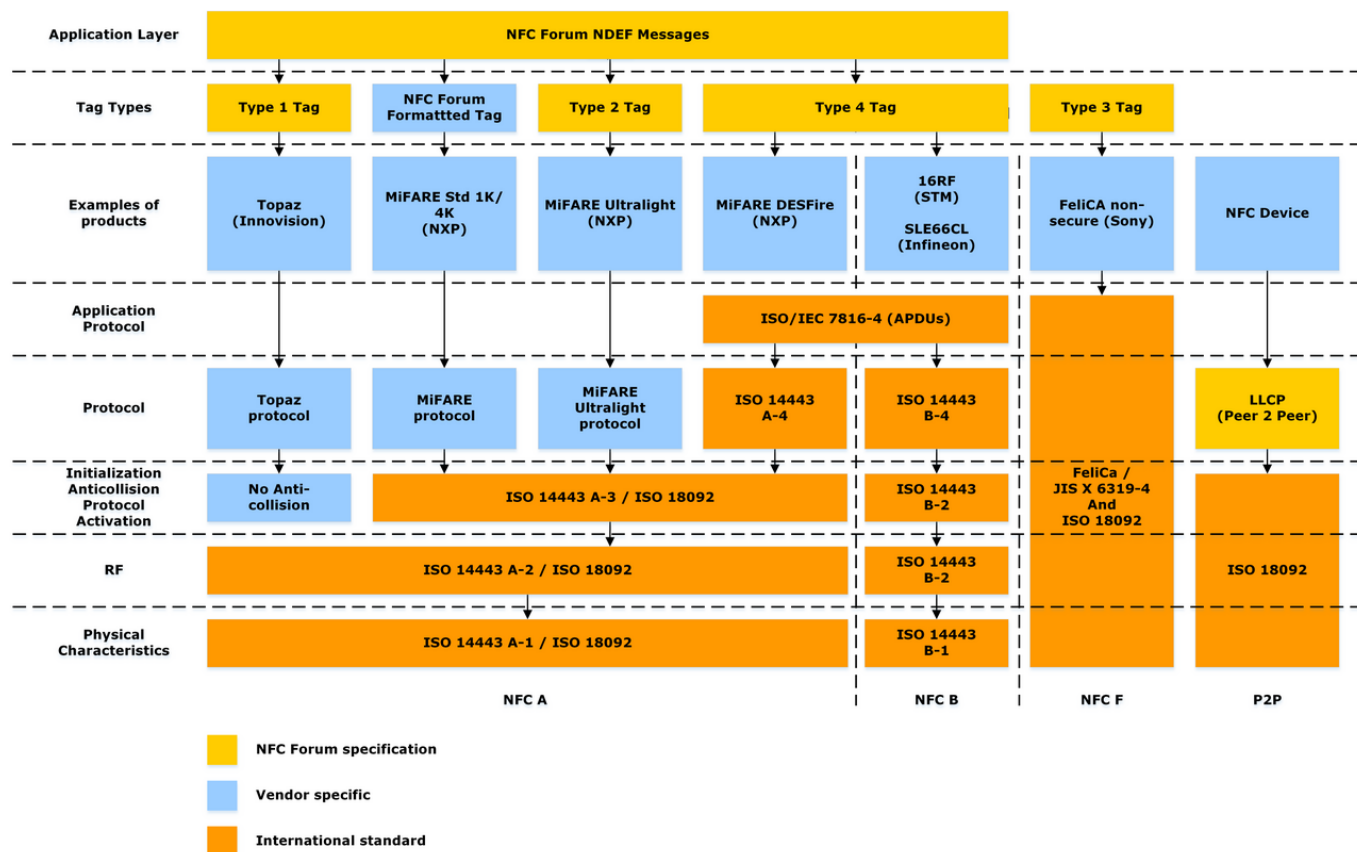 Application Layer
NFC Forum NDEF Messages
Tag Types
Type 1 Tag
NFC Forum
Formattted Tag
Type 2 Tag
Type 4 Tag
Type 3 Tag
Examples of
products
Topaz
(Innovision)
MiFARE Std 1K/
4K
(NXP)
MiFARE Ultralight
(NXP)
MiFARE DESFire
(NXP)
16RF
(STM)
SLE66CL
(Infineon)
FeliCA non-
secure (Sony)
NFC Device
Application
Protocol
ISO/IEC 7816-4 (APDUs)
Protocol
Topaz
protocol
MiFARE
protocol
MiFARE
Ultralight
protocol
ISO 14443
A-4
ISO 14443
B-4
LLCP
(Peer 2 Peer)
Initialization
Anticollision
Protocol
Activation
No Anti-
collision
ISO 14443 A-3 / ISO 18092
ISO 14443
B-2
FeliCa /
JIS X 6319-4
And
ISO 18092
RF
ISO 14443 A-2 / ISO 18092
ISO 14443
B-2
ISO 18092
Physical
Characteristics
ISO 14443 A-1 / ISO 18092
ISO 14443
B-1
NFC A
NFC B
NFC F
P2P
NFC Forum specification
Vendor specific
International standard